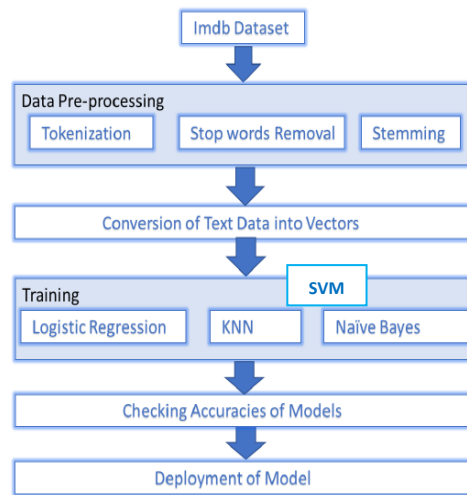 Imdb Dataset
Data Pre-processing
Tokenization
Stop words Removal
Stemming
Conversion of Text Data into Vectors
SVM
Training
Logistic Regression
KNN
Naïve Bayes
Checking Accuracies of Models
Deployment of Model